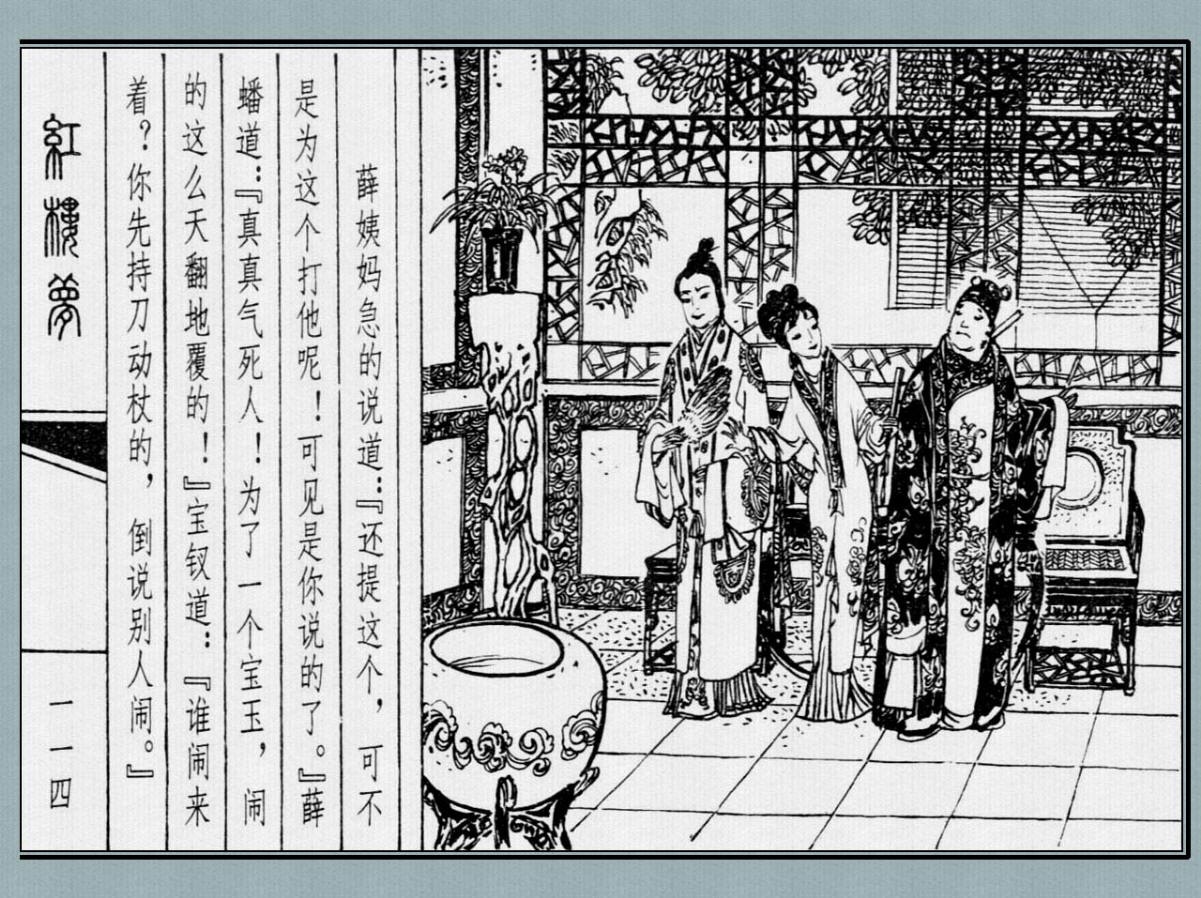 薛姨妈急的说道：『还提这个，可不
是为这个打他呢！可见是你说的了。』薛
蟠道：『真真气死人！为了一个宝玉，闹
的这么天翻地覆的！』宝钗道：『谁闹来
着？你先持刀动杖的，倒说别人闹。』
红楼梦
一一四